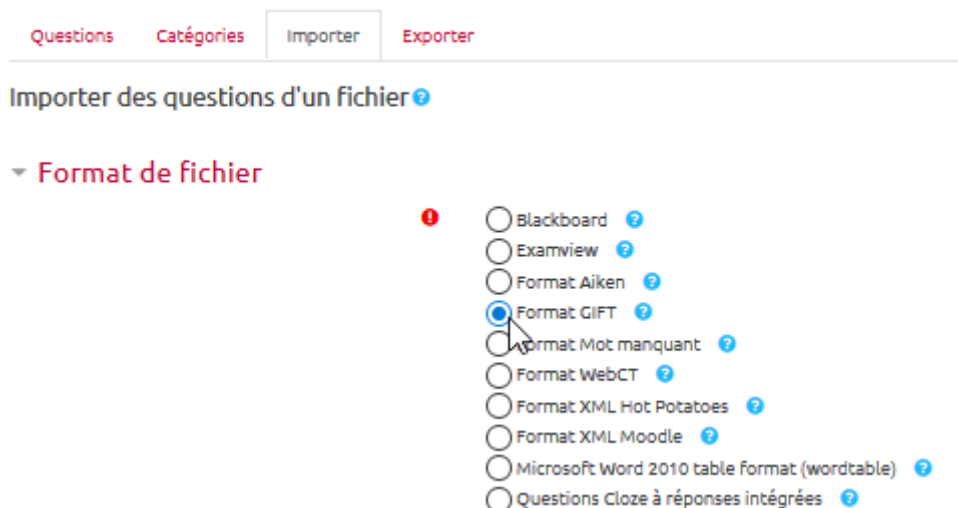 Questions Catégories Importer Exporter
Importer des questions d'un fichier
Format de fichier
Blackboard
Examview
Format Aiken
Format GIFT
Format Mot manquant
Format WebCT
Format XML Hot Potatoes
Format XML Moodle
Microsoft Word 2010 table format (wordtable)
Questions Cloze à réponses intégrées